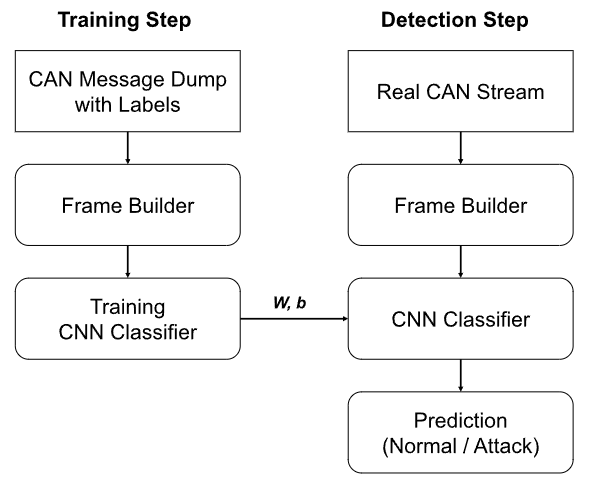 Training Step
CAN Message Dump
with Labels
Frame Builder
Training
CNN Classifier
W, b
Detection Step
Real CAN Stream
Frame Builder
CNN Classifier
Prediction
(Normal / Attack)